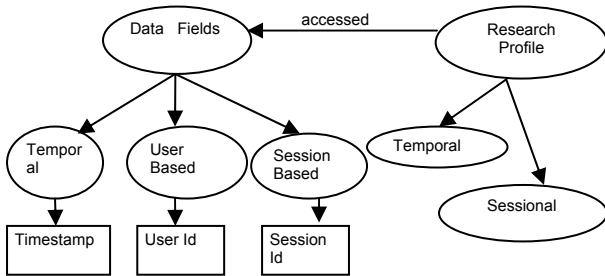 accessed
Data Fields
Research
Profile
Tempor
al
User
Based
Session
Based
Temporal
Sessional
Timestamp
User Id
Session
Id